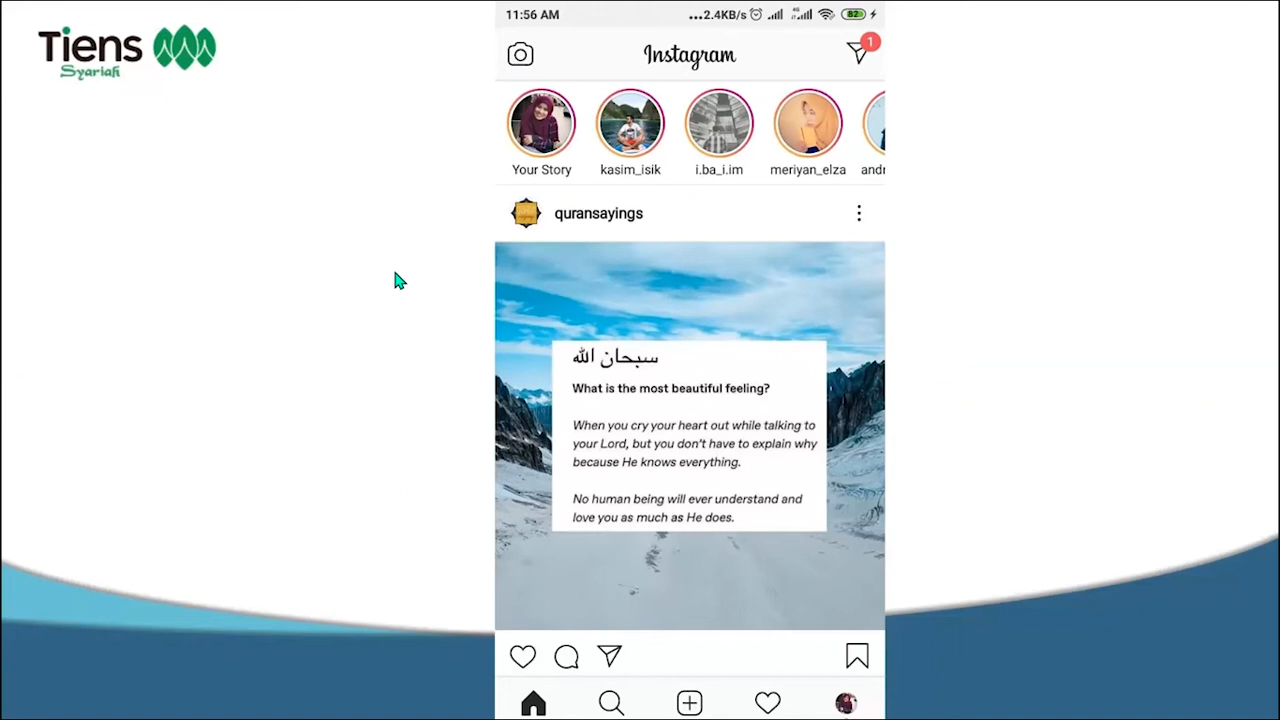 Tiens
Syariah
11:56 AM
...2.4KB/s
4G
82
Instagram
1
Your Story
kasim_isik
i.ba_i.im
meriyan_elza
andr
quransayings
سبحان الله
What is the most beautiful feeling?
When you cry your heart out while talking to
your Lord, but you don't have to explain why
because He knows everything.
No human being will ever understand and
love you as much as He does.